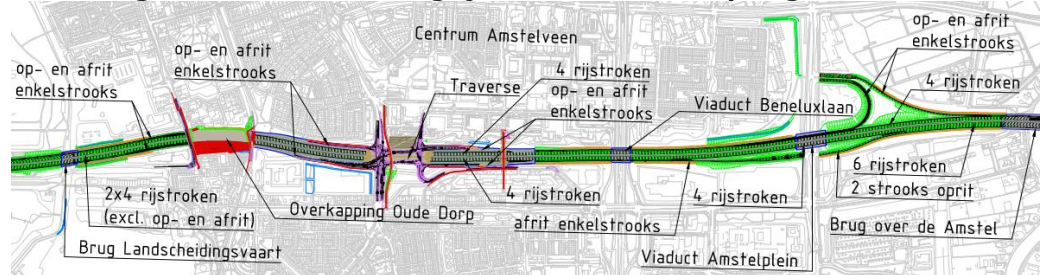 op- en afrit
enkelstrooks
op- en afrit
enkelstrooks
Centrum Amstelveen
Traverse
4 rijstroken
op- en afrit
enkelstrooks
Viaduct Beneluxlaan
op- en afrit
enkelstrooks
4 rijstroken
2x4 rijstroken
(excl. op- en afrit)
Brug Landscheidingsvaart
Overkapping Oude Dorp
4 rijstroken
afrit enkelstrooks
4 rijstroken
Viaduct Amstelplein
6 rijstroken
2 strooks oprit
Brug over de Amstel